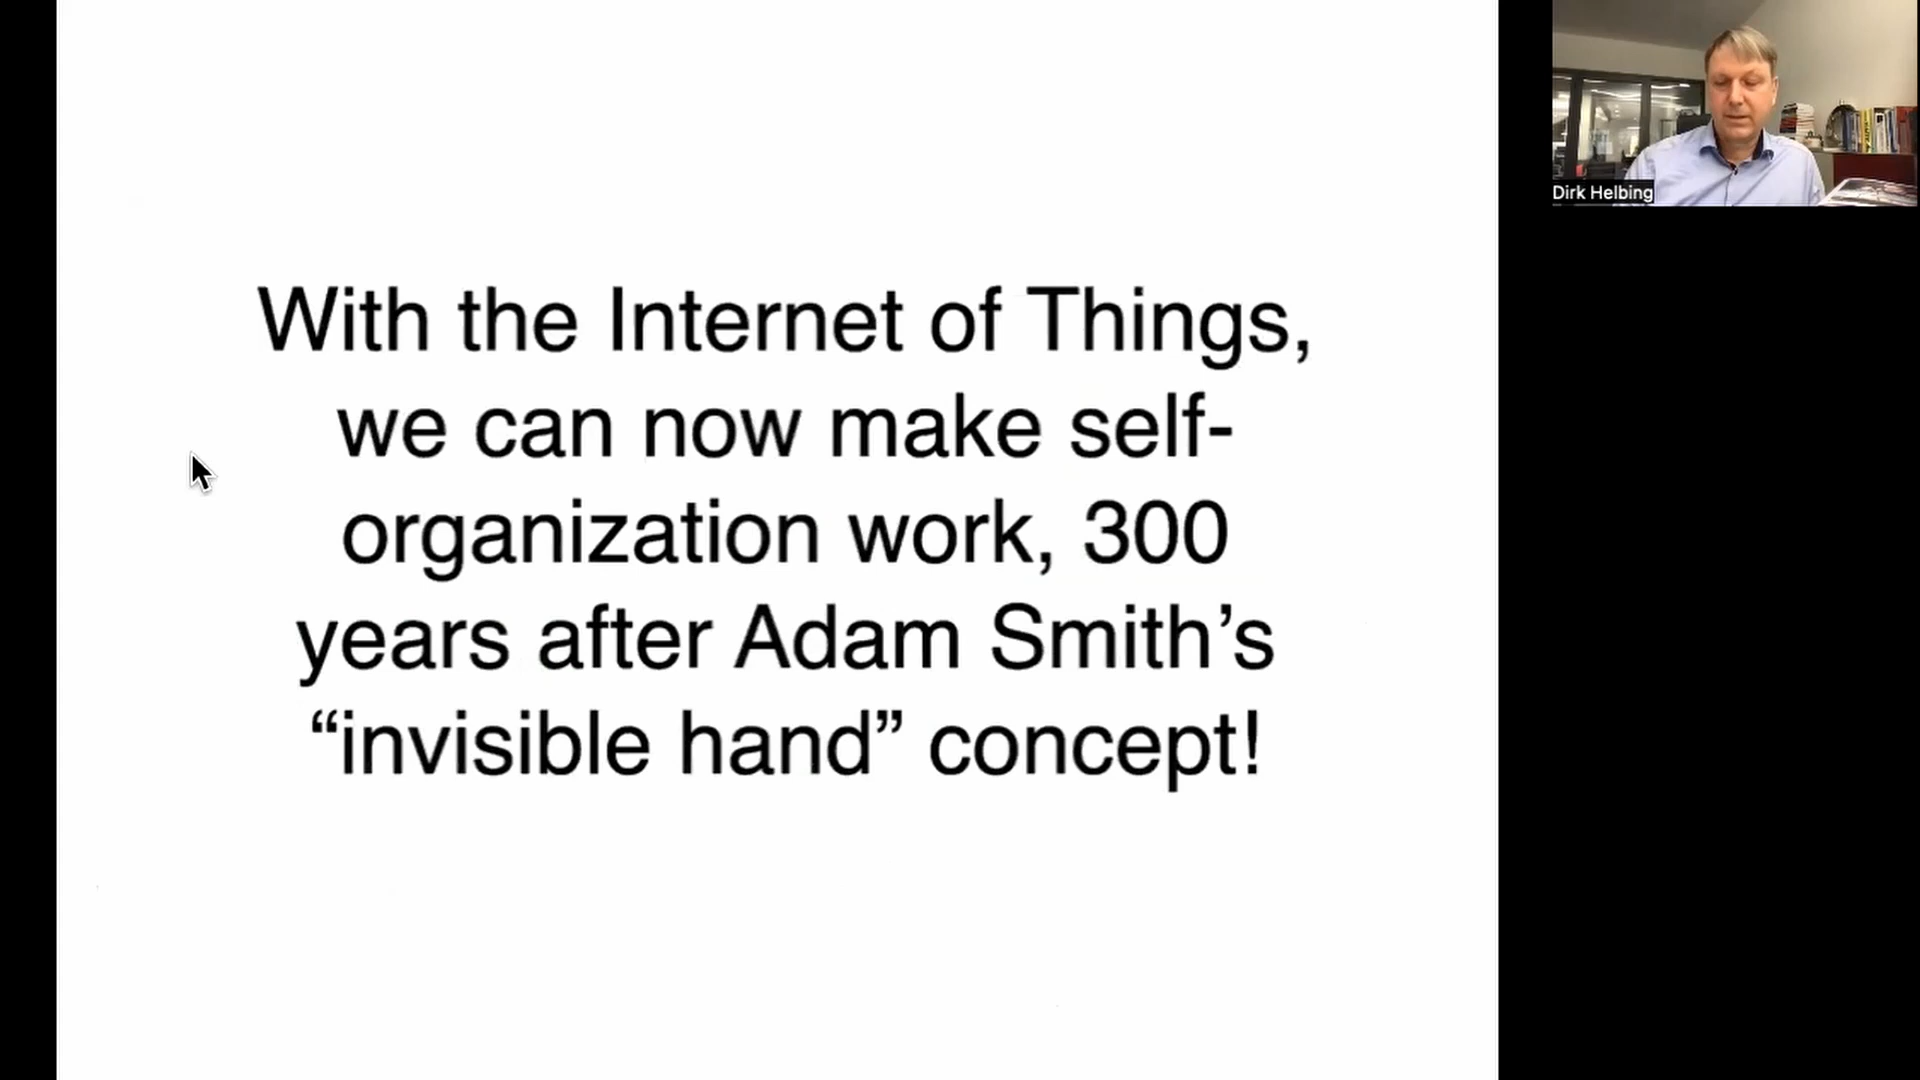 With the Internet of Things,
we can now make self-
organization work, 300
years after Adam Smith’s
“invisible hand” concept!
Dirk Helbing